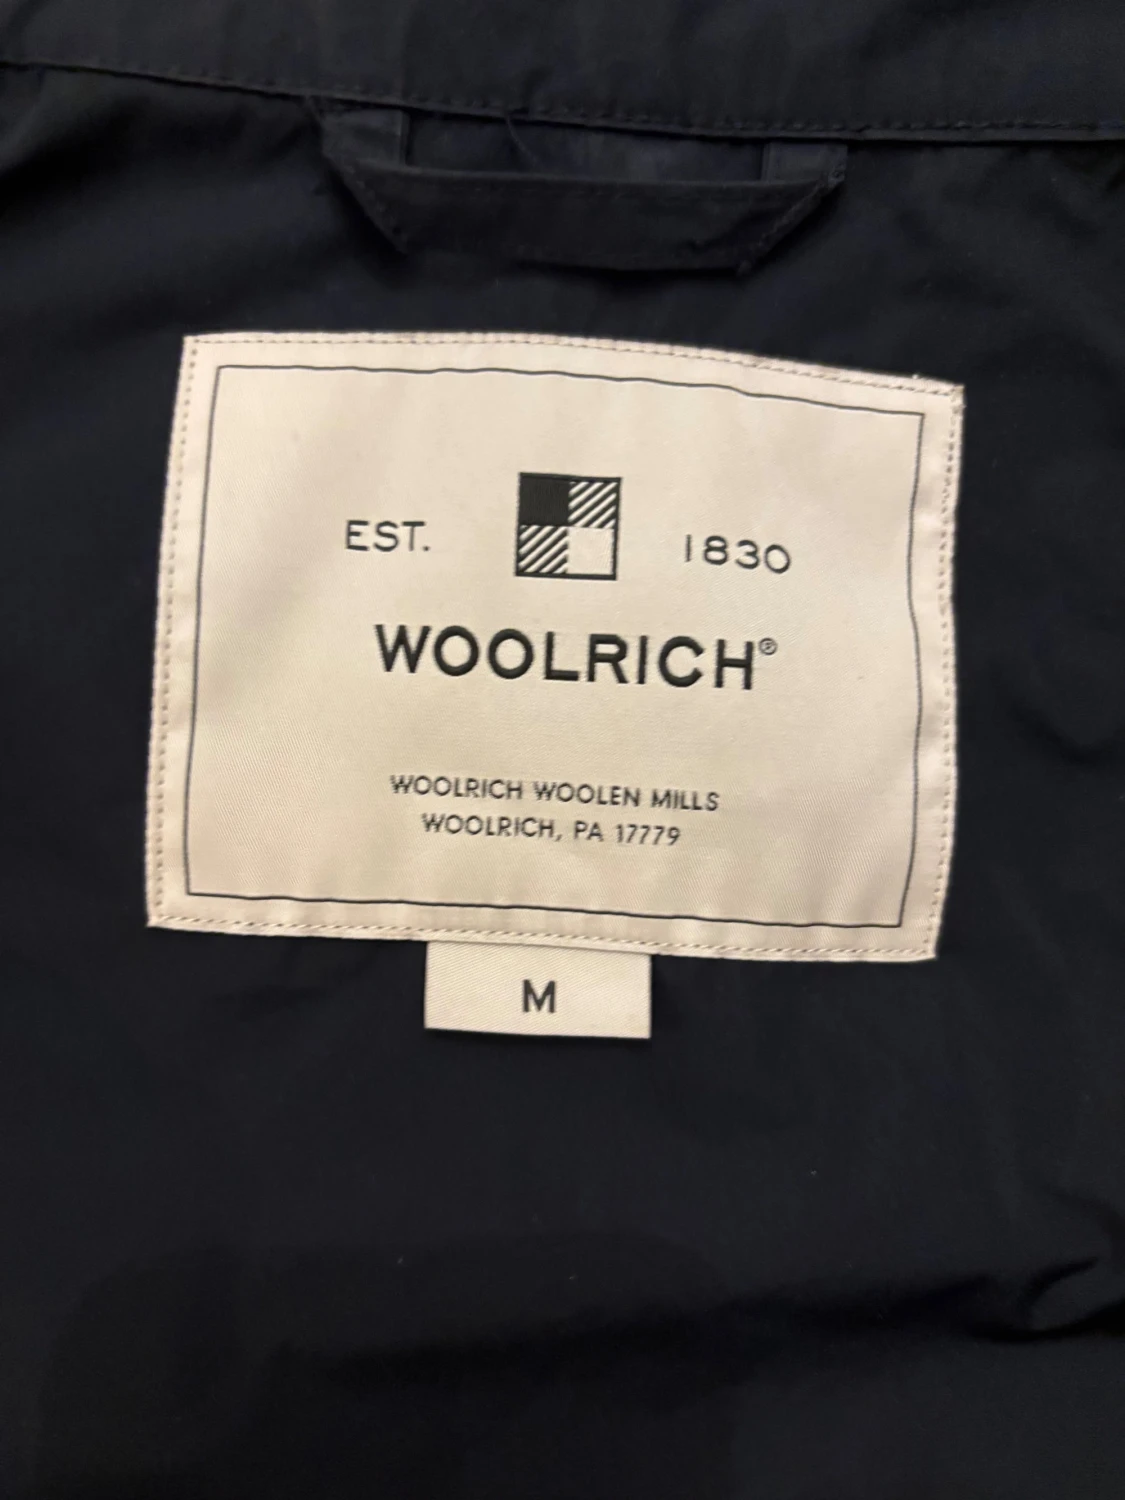 EST. 1830
WOOLRICH®
WOOLRICH WOOLEN MILLS
WOOLRICH, PA 17779
M